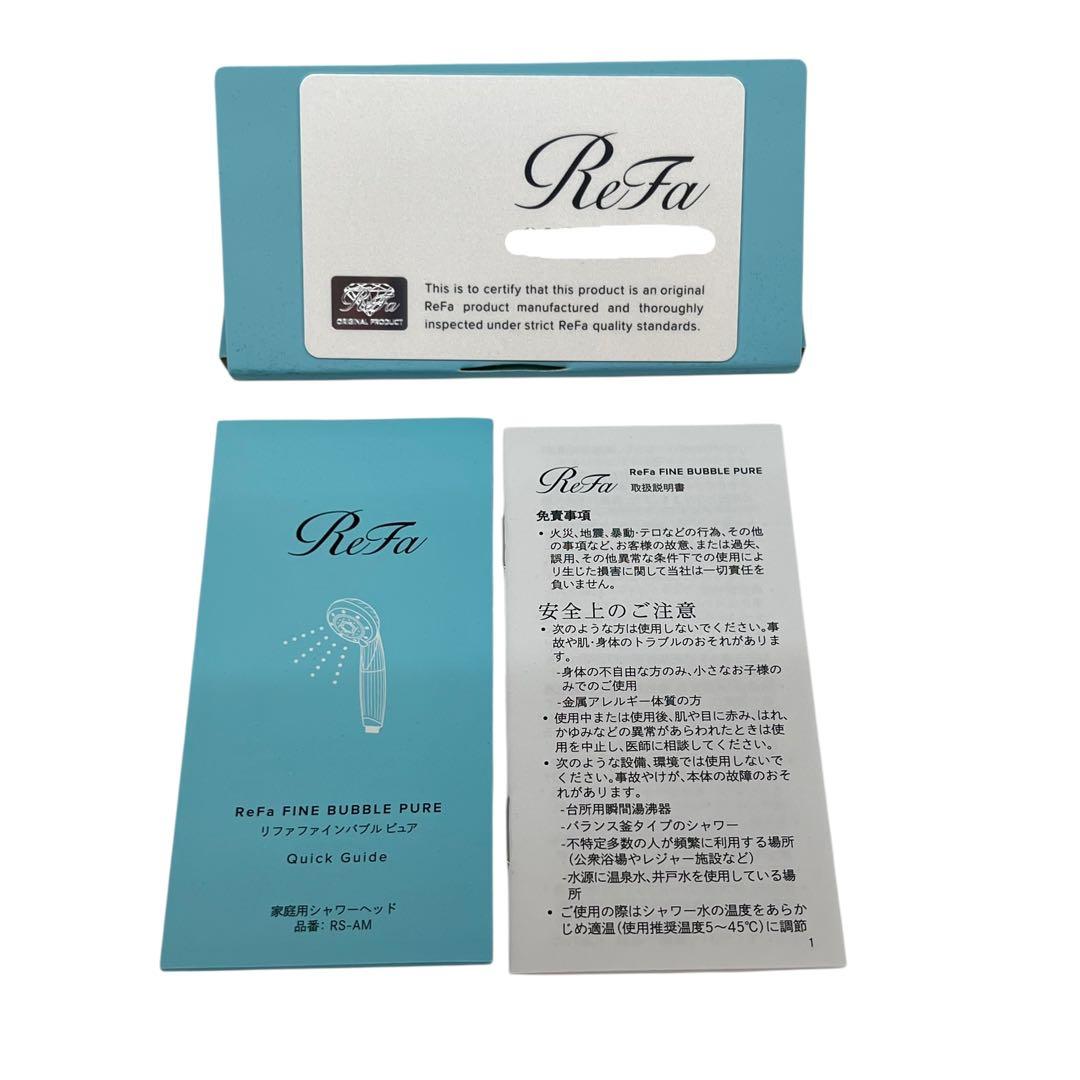 ReFa
ReFa
ORIGINAL PRODUCT
This is to certify that this product is an original
ReFa product manufactured and thoroughly
inspected under strict ReFa quality standards.
ReFa
ReFa FINE BUBBLE PURE
リファファインバブル ピュア
Quick Guide
家庭用シャワーヘッド
品番：RS-AM
ReFa
ReFa FINE BUBBLE PURE
取扱説明書
免責事項
• 火災、地震、暴動・テロなどの行為、その他
の事項など、お客様の故意、または過失、
誤用、その他異常な条件下での使用によ
り生じた損害に関して当社は一切責任を
負いません。
安全上のご注意
• 次のような方は使用しないでください。事
故や肌・身体のトラブルのおそれがありま
す。
-身体の不自由な方のみ、小さなお子様の
みでのご使用
-金属アレルギー体質の方
• 使用中または使用後、肌や目に赤み、はれ、
かゆみなどの異常があらわれたときは使
用を中止し、医師に相談してください。
• 次のような設備、環境では使用しないで
ください。事故やけが、本体の故障のおそ
れがあります。
-台所用瞬間湯沸器
-バランス釜タイプのシャワー
-不特定多数の人が頻繁に利用する場所
（公衆浴場やレジャー施設など）
-水源に温泉水、井戸水を使用している場
所
• ご使用の際はシャワー水の温度をあらか
じめ適温（使用推奨温度5～45℃）に調節
1